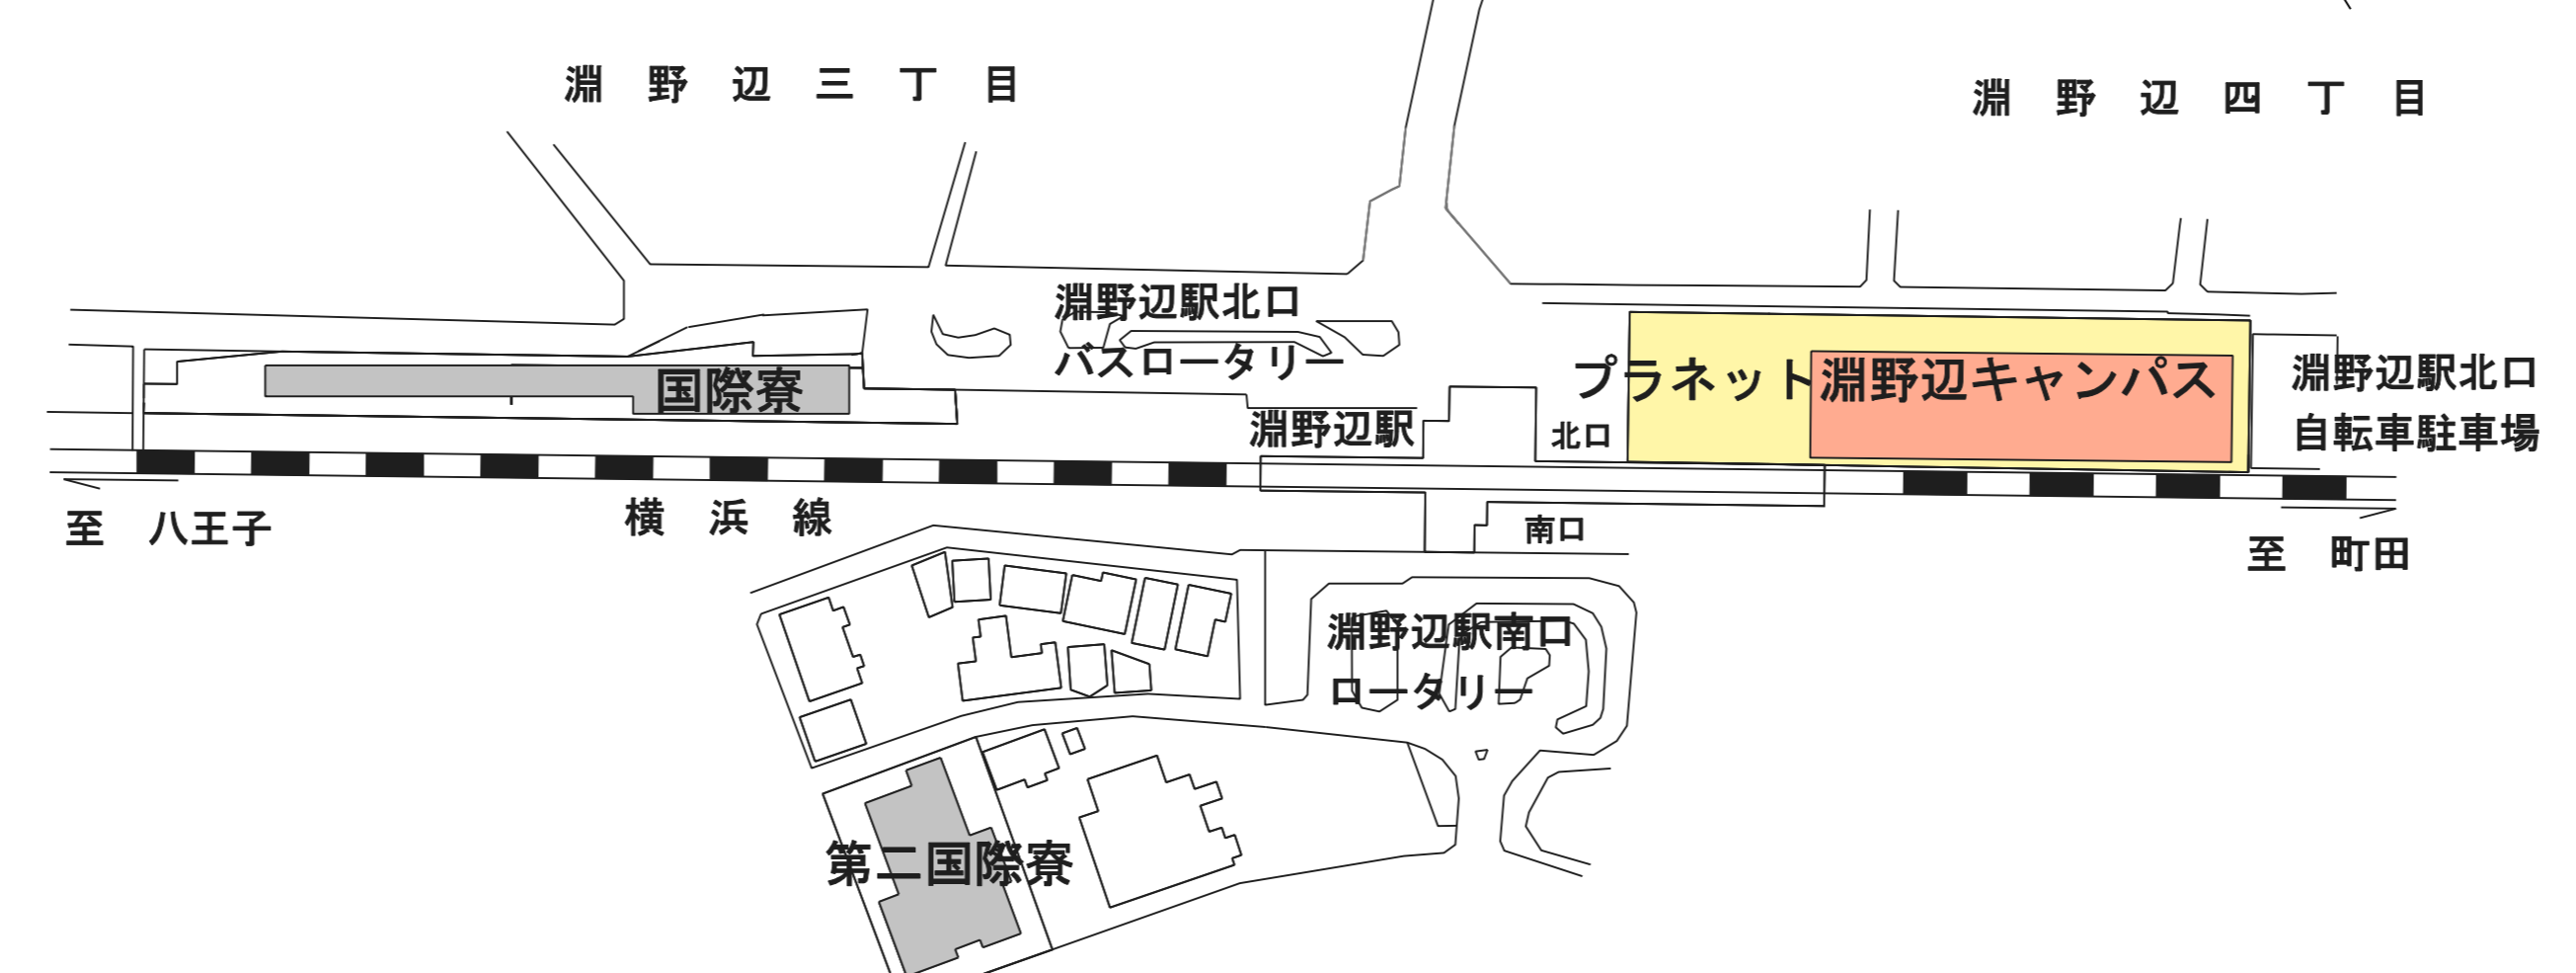 淵野辺三丁目
淵野辺四丁目
淵野辺駅北口
バスロータリー
国際寮
プラネット淵野辺キャンパス
淵野辺駅北口
自転車駐車場
淵野辺駅
北口
横浜線
南口
至 八王子
至 町田
淵野辺駅南口
ロータリー
第二国際寮